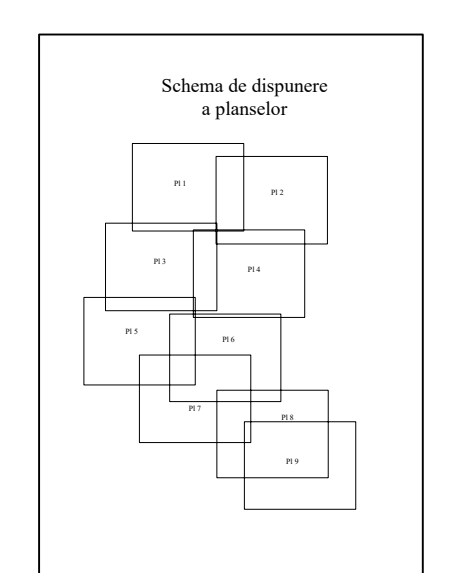 Schema de dispunere
a planselor
Pl 1
Pl 2
Pl 3
Pl 4
Pl 5
Pl 6
Pl 7
Pl 8
Pl 9